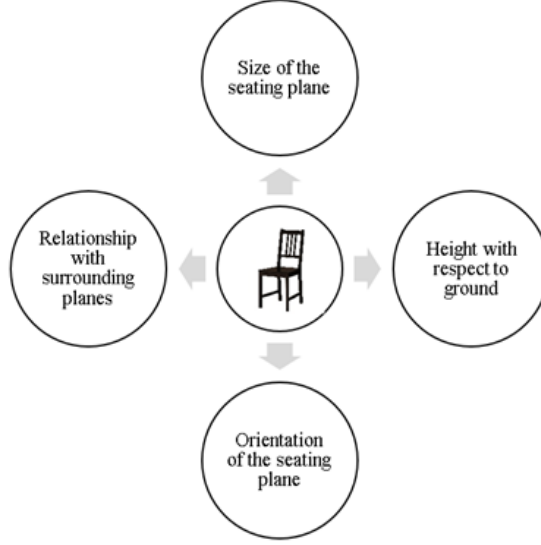 Size of the
seating plane
Relationship
with
surrounding
planes
Height with
respect to
ground
Orientation
of the seating
plane